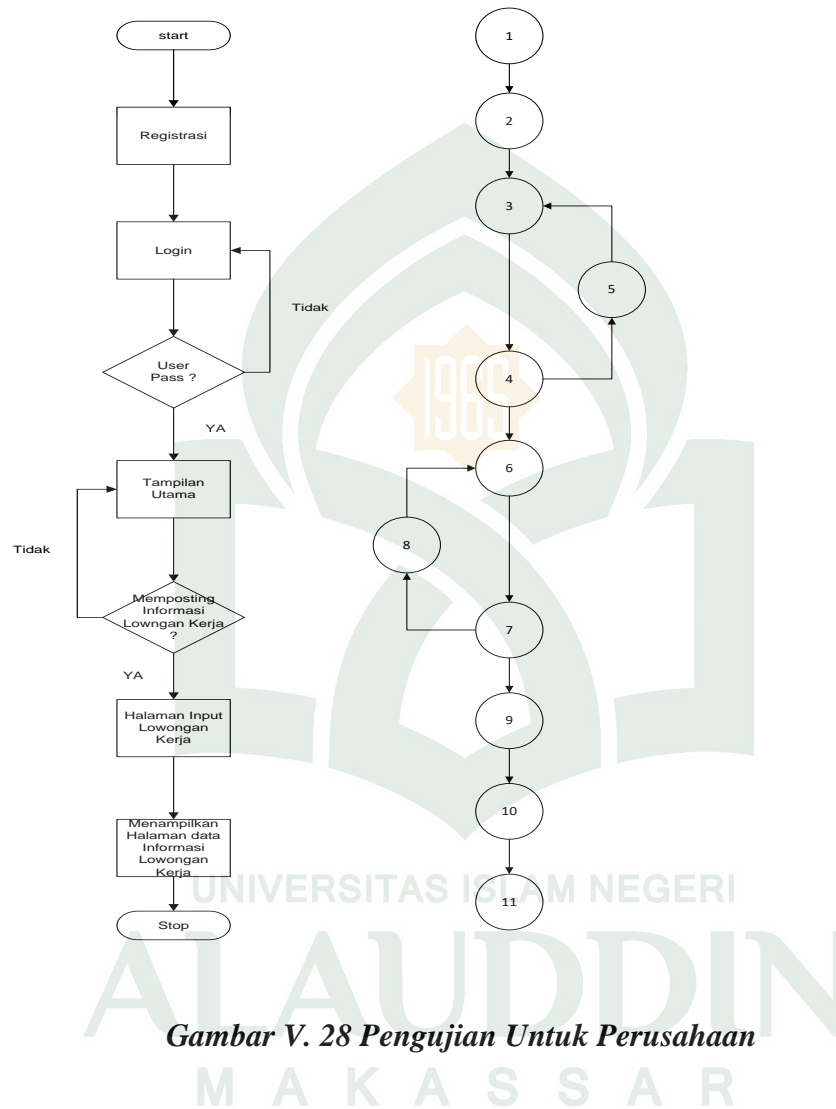 start
Registrasi
Login
Tidak
User
Pass ?
YA
Tampilan
Utama
Tidak
Memposting
Informasi
Lowngan Kerja
?
YA
Halaman Input
Lowongan
Kerja
Menampilkan
Halaman data
Informasi
Lowongan
Kerja
Stop
1
2
3
5
4
6
8
7
9
10
11
1965
UNIVERSITAS ISLAM NEGERI
ALAUDDIN
Gambar V. 28 Pengujian Untuk Perusahaan
MAKASSAR